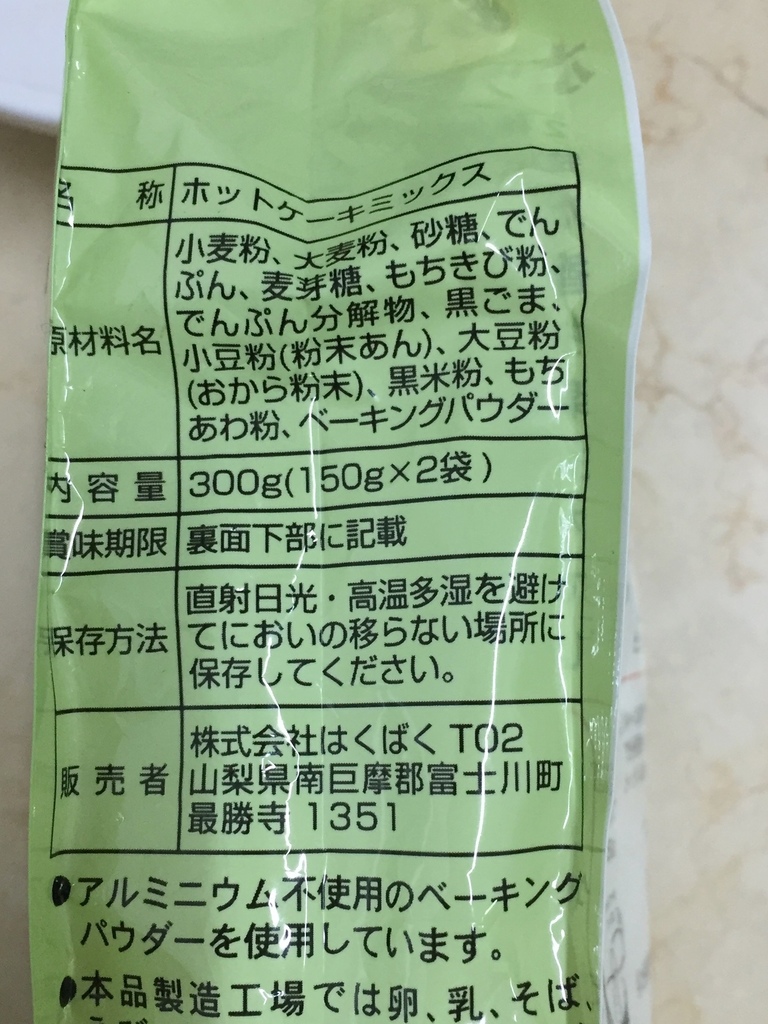 名称 ホットケーキミックス
小麦粉、大麦粉、砂糖、でん
ぷん、麦芽糖、もちきび粉、
でんぷん分解物、黒ごま、
原材料名 小豆粉(粉末あん)、大豆粉
(おから粉末)、黒米粉、もち
あわ粉、ベーキングパウダー
内容量 300g(150g×2袋)
賞味期限 裏面下部に記載
直射日光・高温多湿を避け
保存方法 てにおいの移らない場所に
保存してください。
株式会社はくばく T02
販売者 山梨県南巨摩郡富士川町
最勝寺 1351
●アルミニウム不使用のベーキング
パウダーを使用しています。
●本品製造工場では卵、乳、そば、